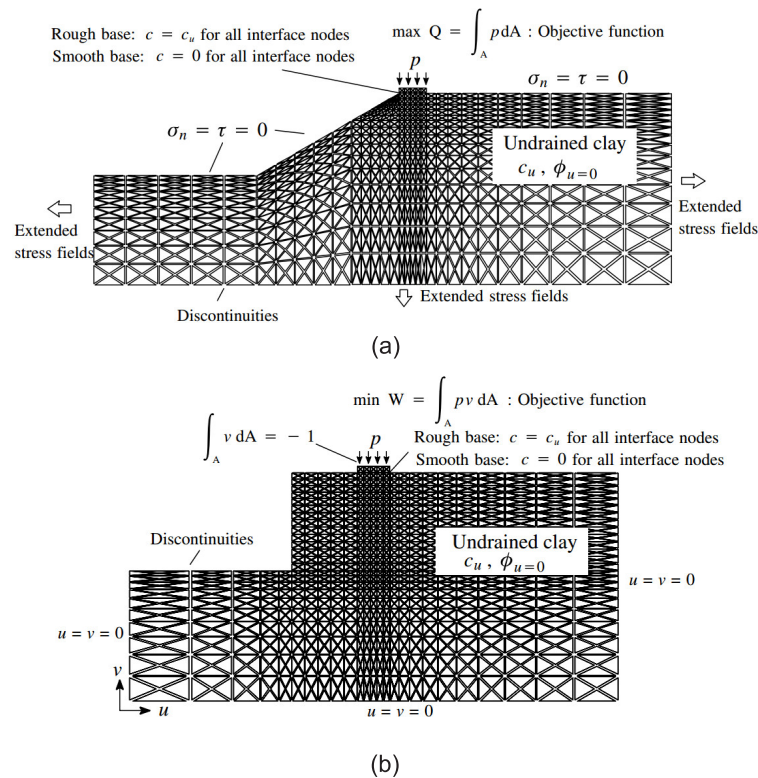 Rough base: c = c_u for all interface nodes
Smooth base: c = 0 for all interface nodes
max Q = ∫_A p dA : Objective function
p
σ_n = τ = 0
σ_n = τ = 0
Undrained clay
c_u , ϕ_{u=0}
Extended
stress fields
Extended
stress fields
Extended stress fields
Discontinuities
(a)
min W = ∫_A p v dA : Objective function
∫_A v dA = − 1
p
Rough base: c = c_u for all interface nodes
Smooth base: c = 0 for all interface nodes
Discontinuities
Undrained clay
c_u , ϕ_{u=0}
u = v = 0
u = v = 0
v
u
u = v = 0
(b)